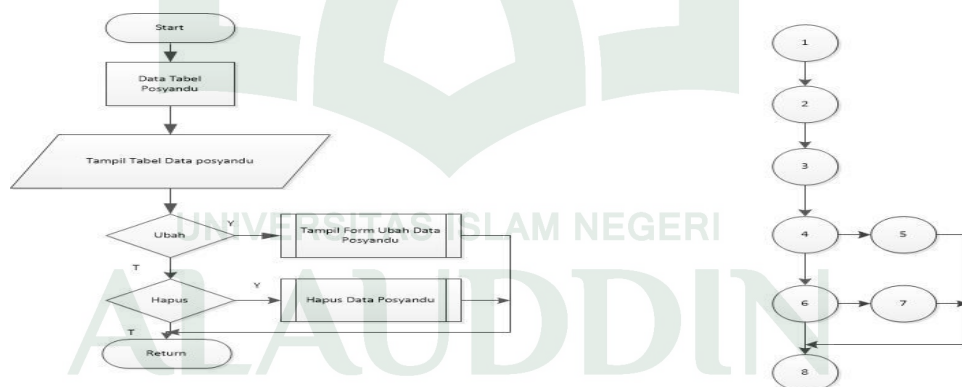 Start
Data Tabel
Posyandu
Tampil Tabel Data posyandu
Ubah
Y
Tampil Form Ubah Data
Posyandu
T
Hapus
Y
Hapus Data Posyandu
T
Return
1
2
3
4
5
6
7
8
UNIVERSITAS ISLAM NEGERI
ALAUDDIN